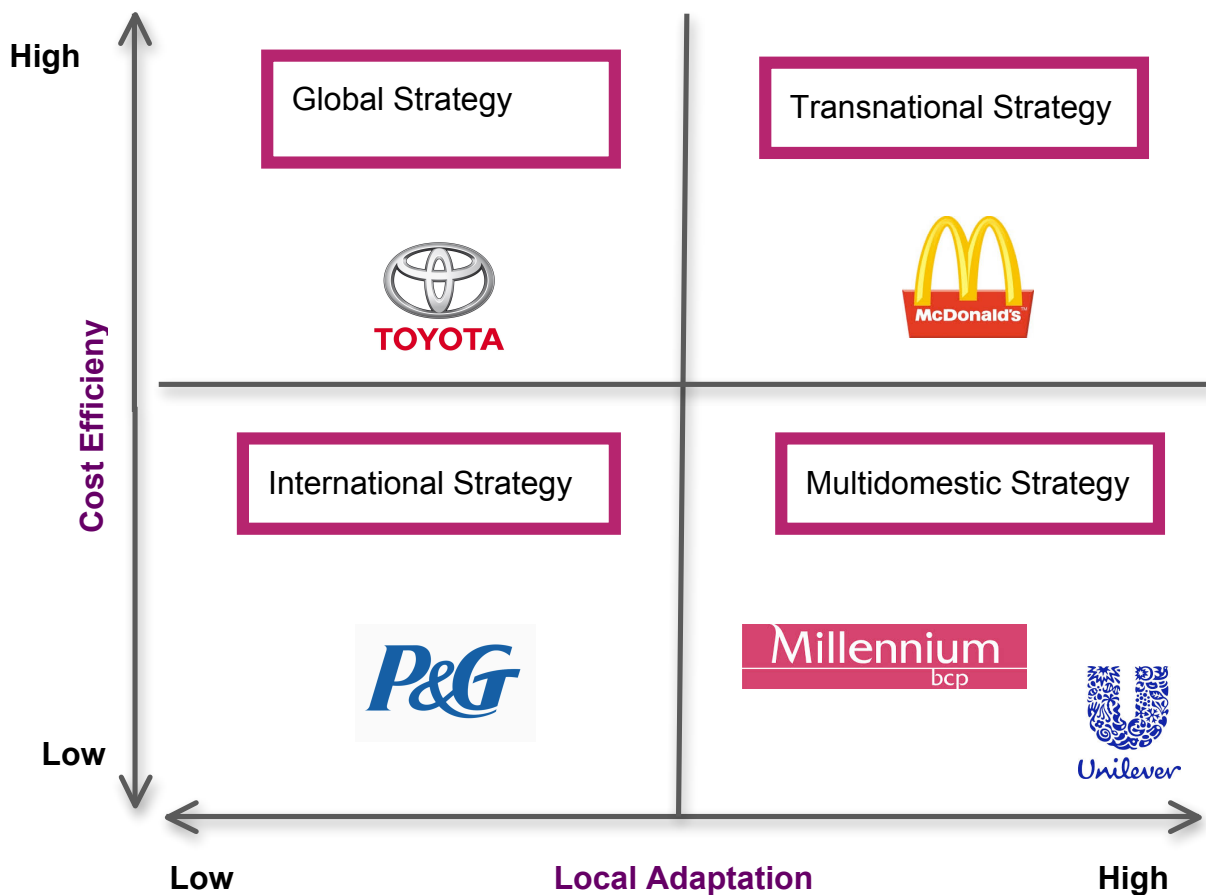 High
Global Strategy
Transnational Strategy
TOYOTA
McDonald's™
Cost Efficieny
International Strategy
Multidomestic Strategy
P&G
Millennium
bcp
Unilever
Low
Low
Local Adaptation
High